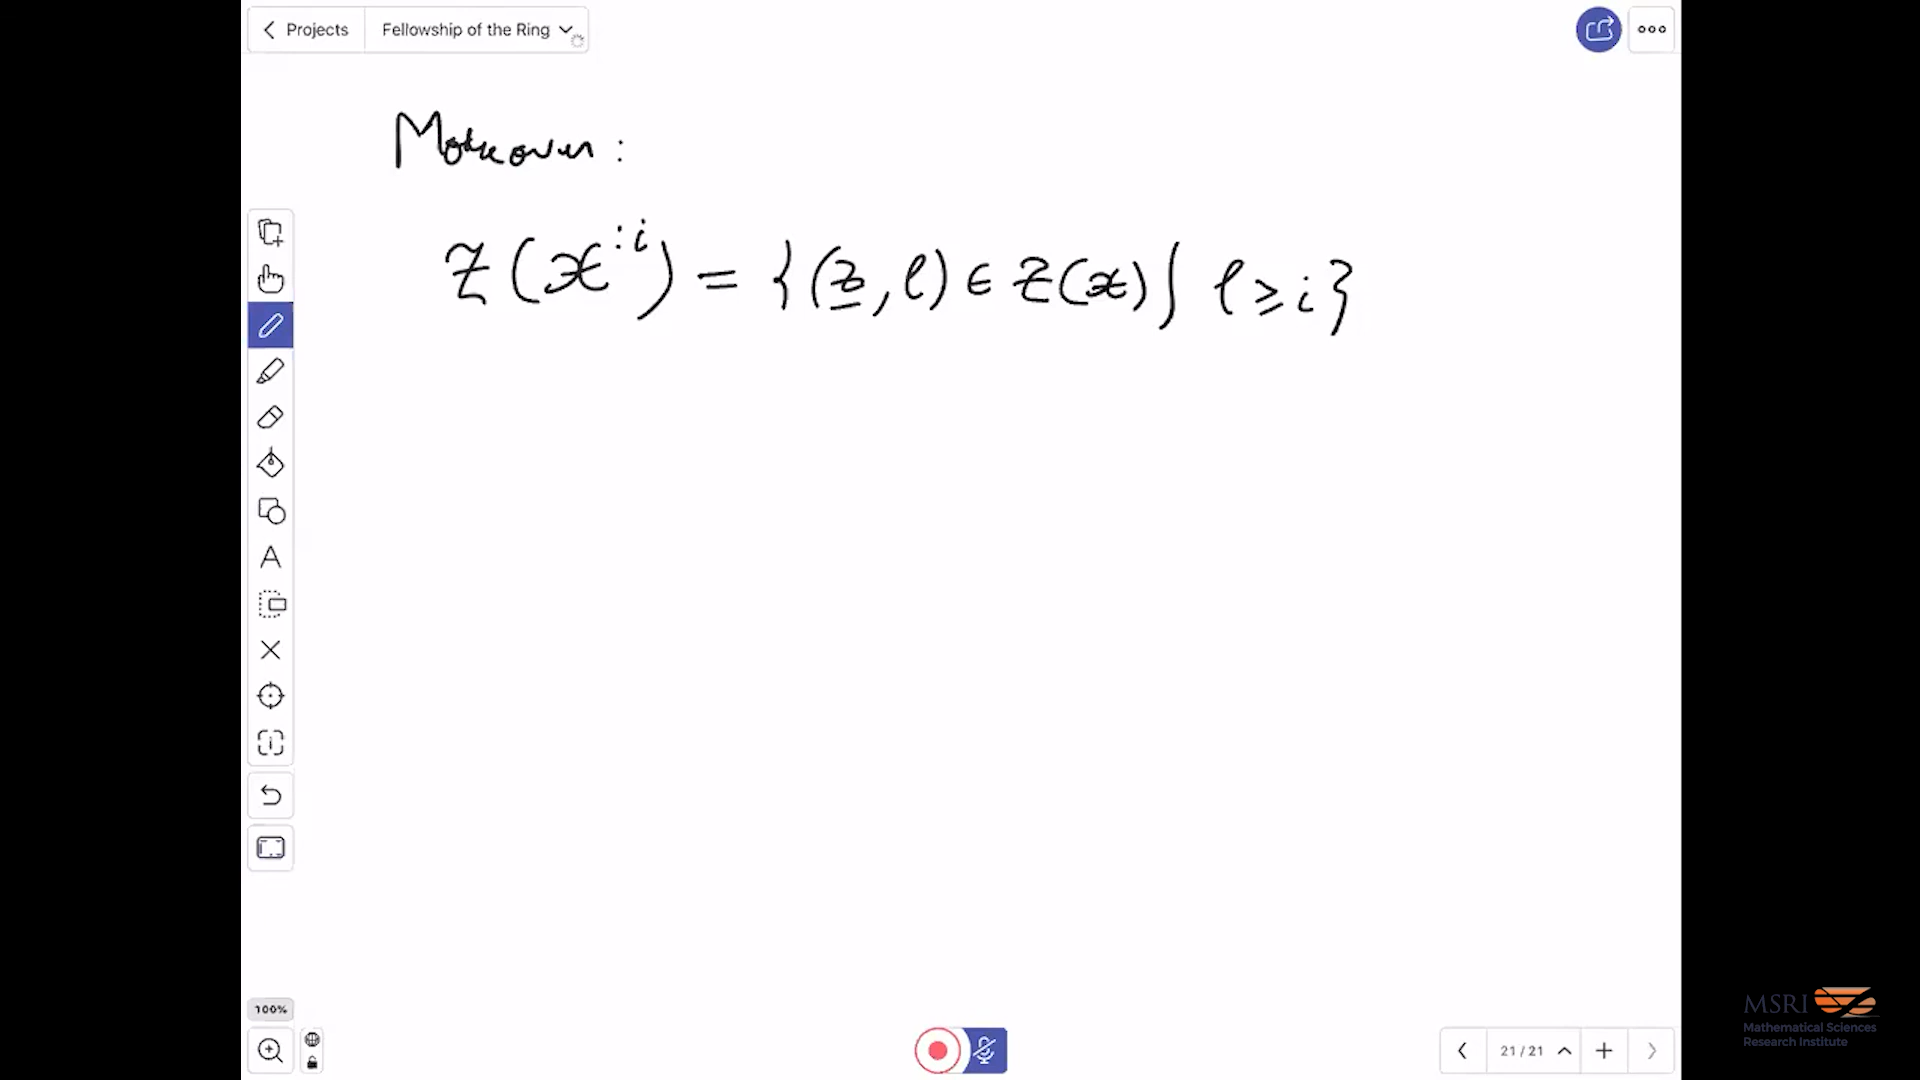 Projects
Fellowship of the Ring
Moreover:
Z(x^{:i}) = {(z, l) ∈ Z(x) | l ≥ i}
A
100%
21/21
MSRI
Mathematical Sciences
Research Institute